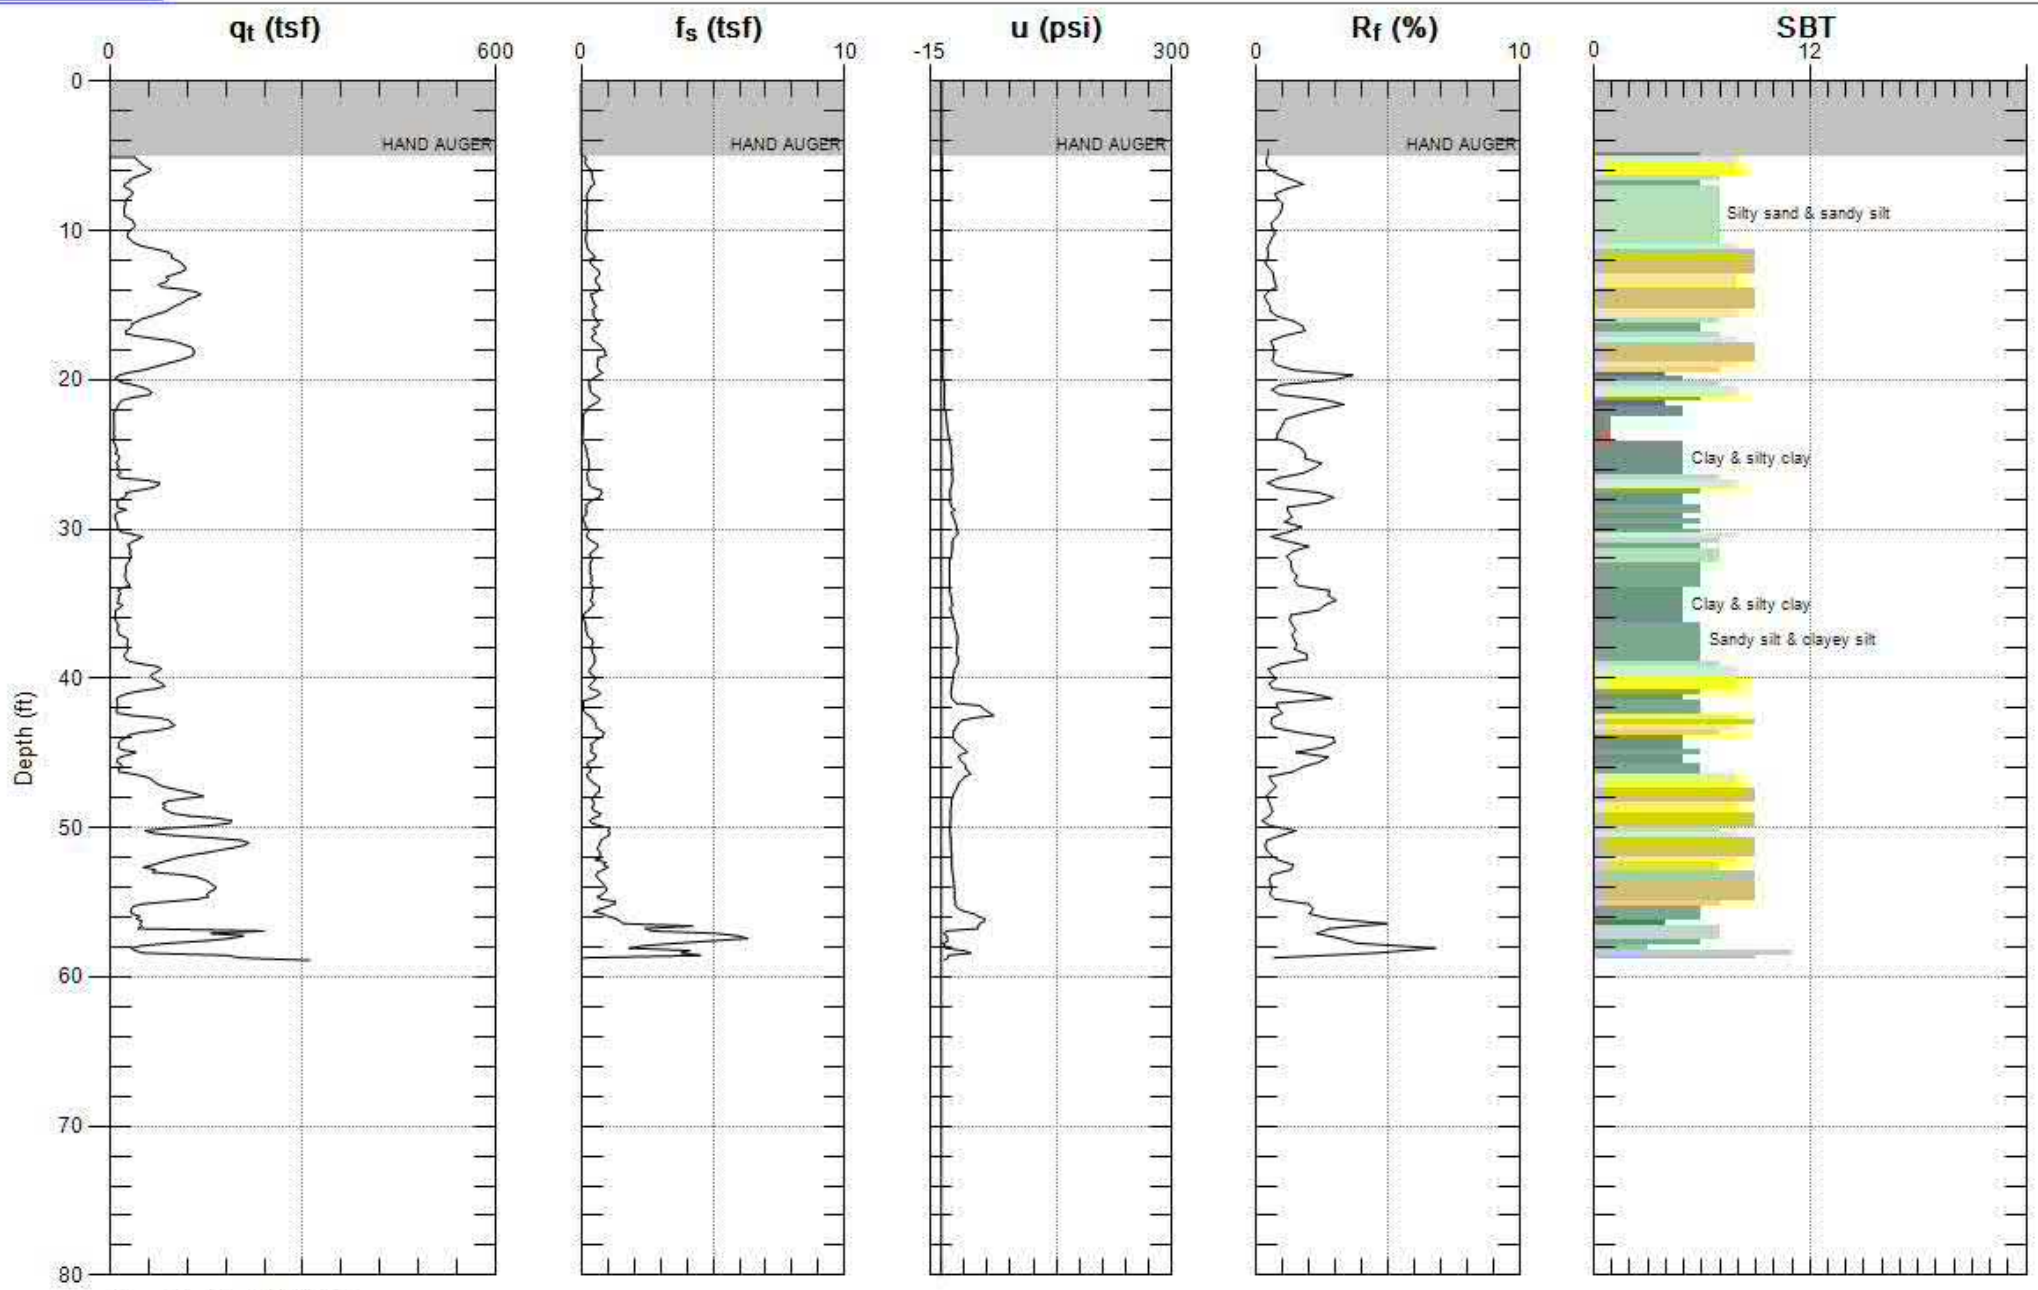 qt (tsf) fs (tsf) u (psi) Rf (%) SBT
0 600 0 10 -15 300 0 10 0 12
0
HAND AUGER HAND AUGER HAND AUGER HAND AUGER
Silty sand & sandy silt
10
20
Clay & silty clay
30
Clay & silty clay
Sandy silt & clayey silt
40
Depth (ft)
50
60
70
80